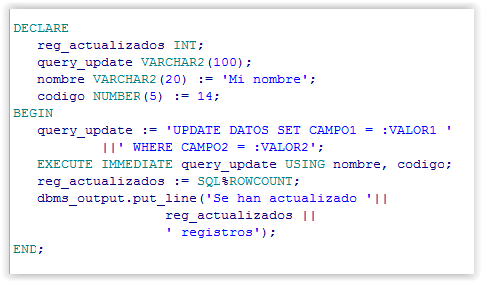 DECLARE
reg_actualizados INT;
query_update VARCHAR2(100);
nombre VARCHAR2(20) := 'Mi nombre';
codigo NUMBER(5) := 14;
BEGIN
query_update := 'UPDATE DATOS SET CAMPO1 = :VALOR1 '
||' WHERE CAMPO2 = :VALOR2';
EXECUTE IMMEDIATE query_update USING nombre, codigo;
reg_actualizados := SQL%ROWCOUNT;
dbms_output.put_line('Se han actualizado '||
reg_actualizados ||
' registros');
END;